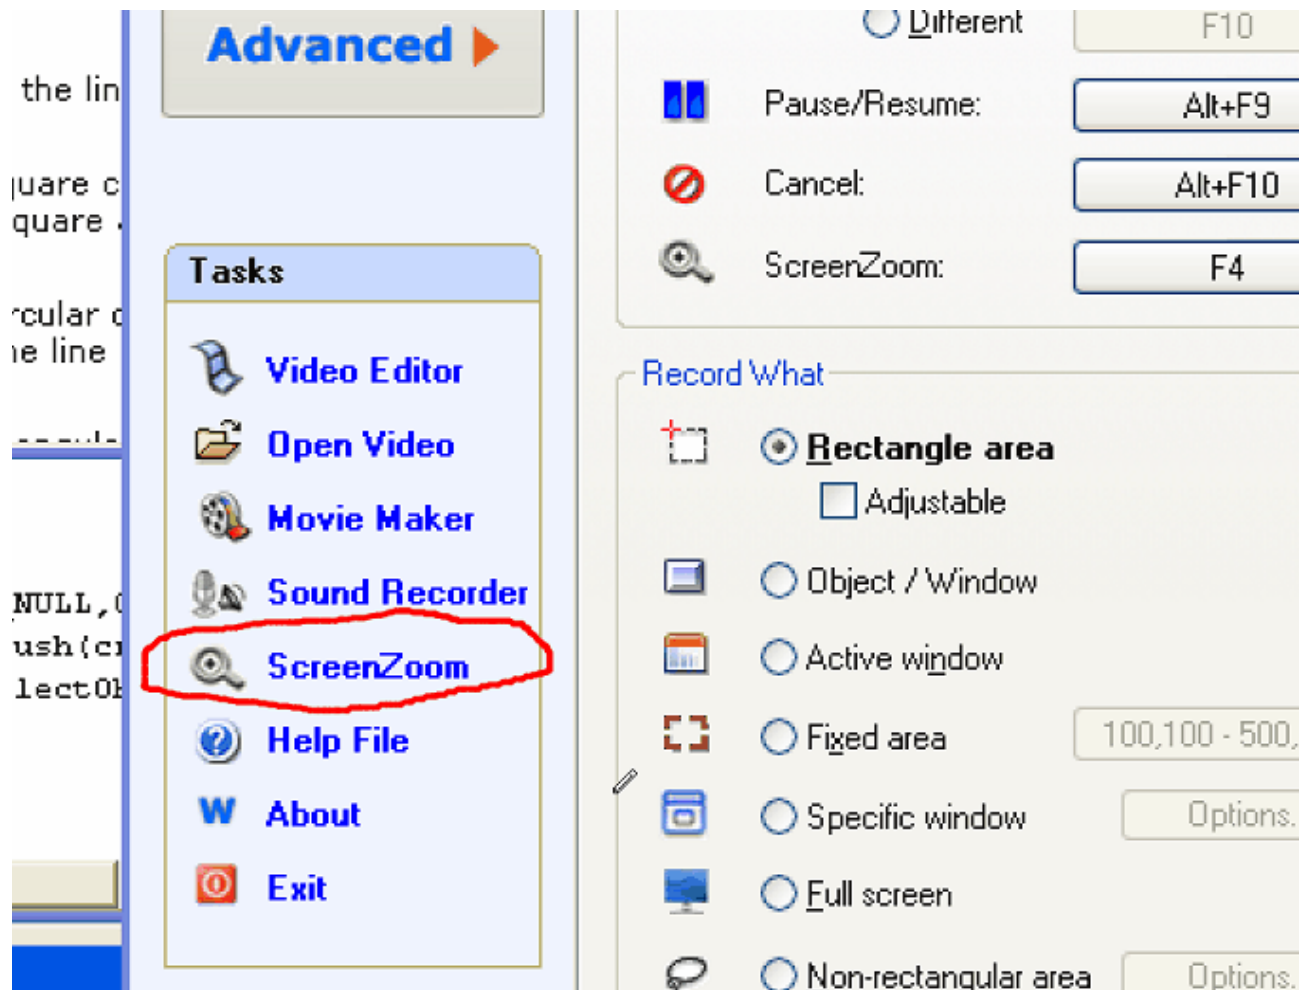 Advanced
the lin
quare c
quare
Tasks
rcular c
ne line
Video Editor
Open Video
Movie Maker
Sound Recorder
ScreenZoom
Help File
About
Exit
NULL,
ush(cr
lectOb
Different F10
Pause/Resume: Alt+F9
Cancel: Alt+F10
ScreenZoom: F4
Record What
Rectangle area
Adjustable
Object / Window
Active window
Fixed area 100,100 - 500,
Specific window Options.
Full screen
Non-rectangular area Options.